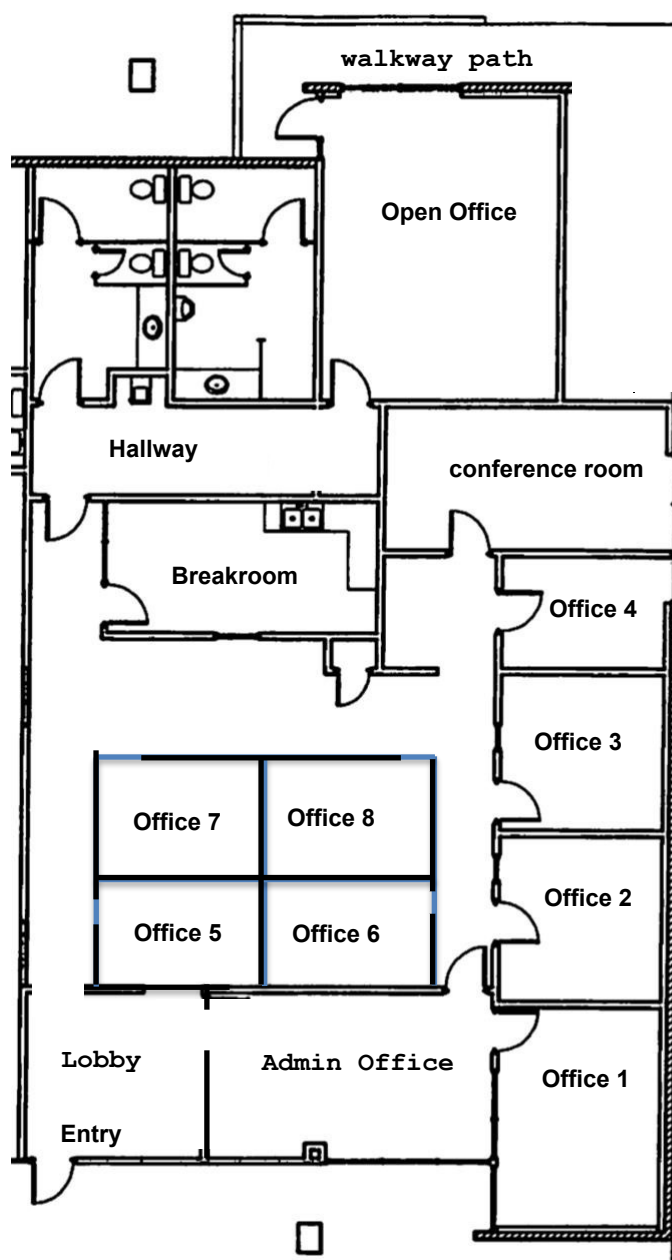 walkway path
Open Office
Hallway
conference room
Breakroom
Office 4
Office 3
Office 7
Office 8
Office 2
Office 5
Office 6
Lobby
Admin Office
Office 1
Entry